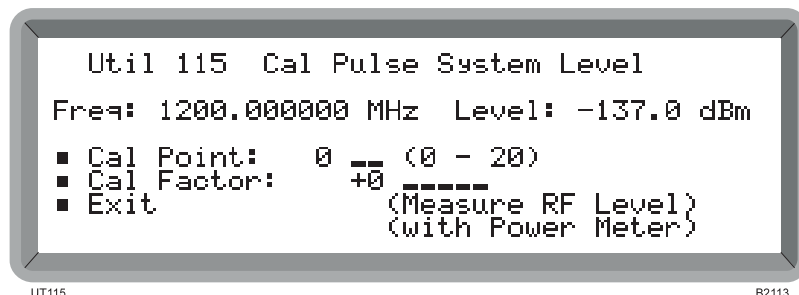 Util 115 Cal Pulse System Level
Freq: 1200.000000 MHz Level: -137.0 dBm
■ Cal Point: 0 __ (0 - 20)
■ Cal Factor: +0 _____
■ Exit (Measure RF Level)
(with Power Meter)
UT115 B2113